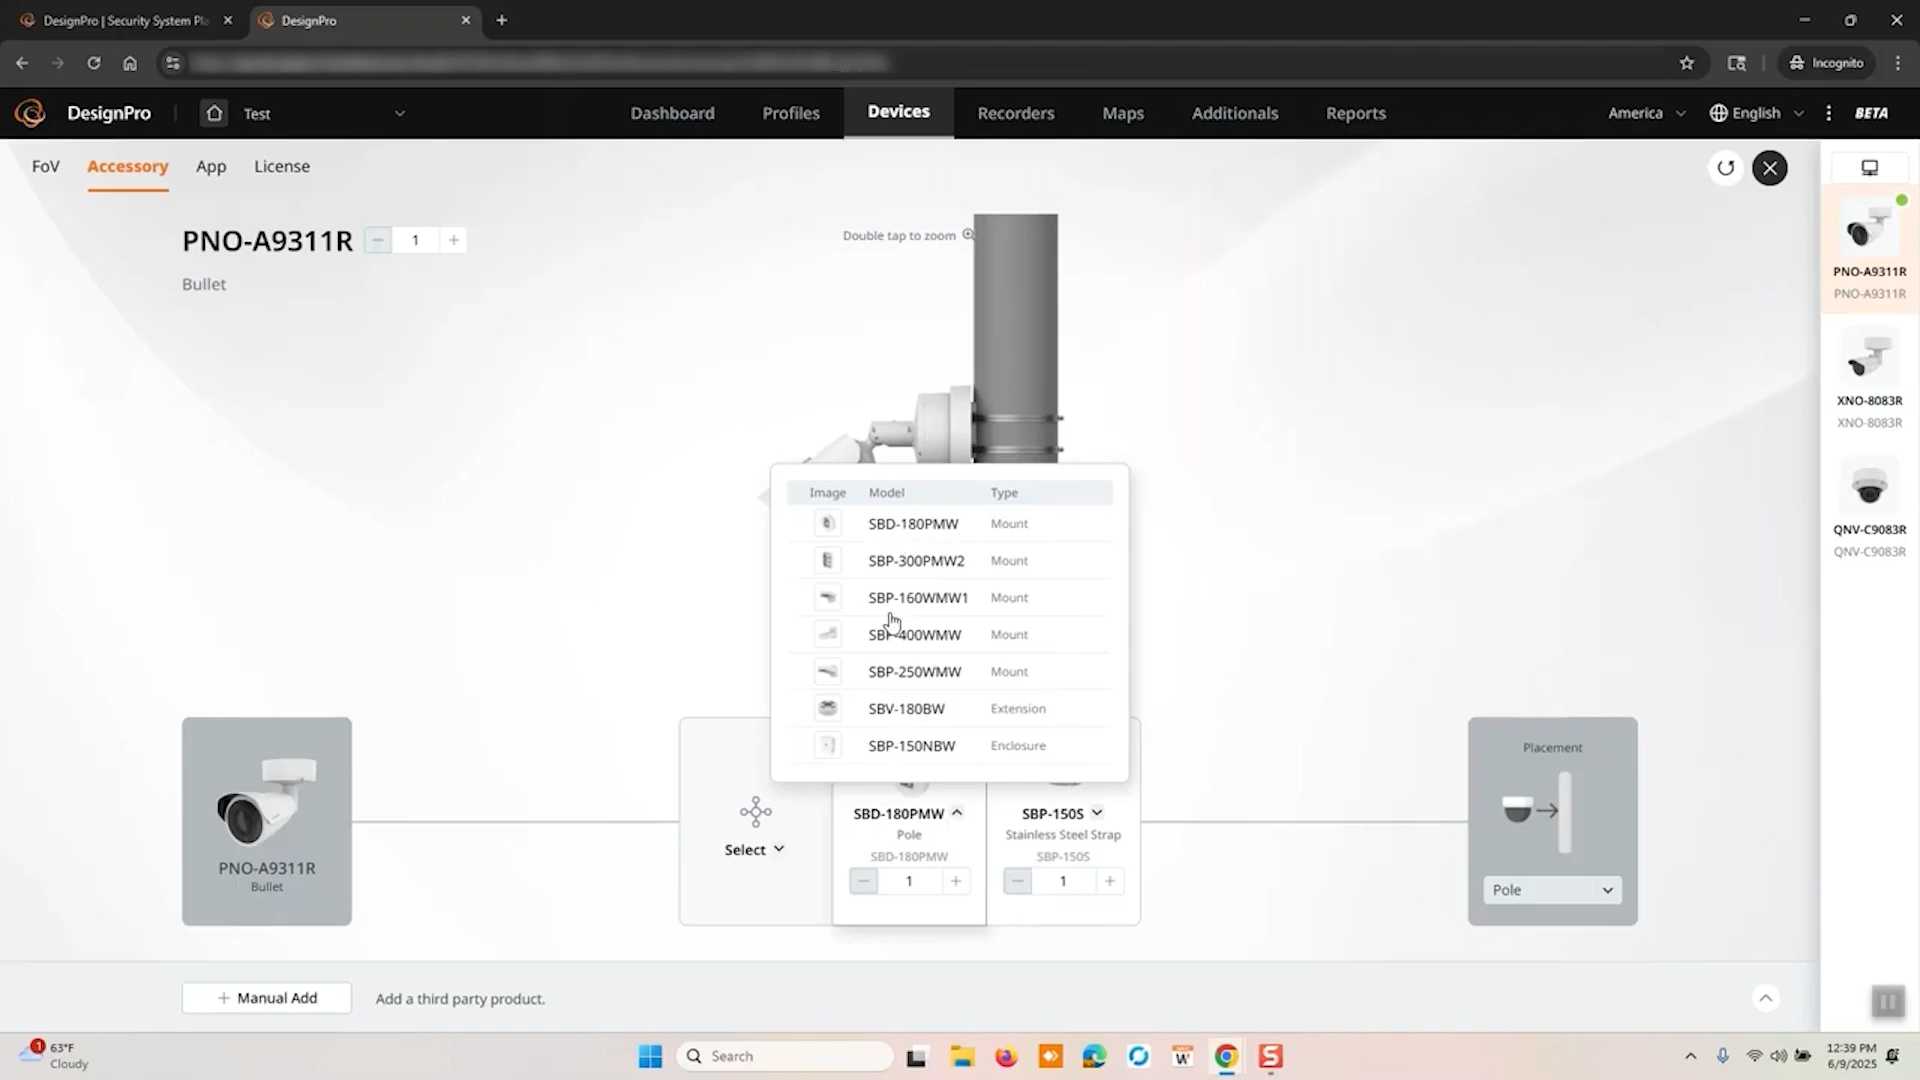 DesignPro | Security System Pl
DesignPro
Incognito
DesignPro
Test
Dashboard
Profiles
Devices
Recorders
Maps
Additionals
Reports
America
English
BETA
FoV
Accessory
App
License
PNO-A9311R
1
Bullet
Double tap to zoom
Image Model Type
SBD-180PMW Mount
SBP-300PMW2 Mount
SBP-160WMW1 Mount
SBP-400WMW Mount
SBP-250WMW Mount
SBV-180BW Extension
SBP-150NBW Enclosure
PNO-A9311R
Bullet
Select
SBD-180PMW
Pole
SBD-180PMW
1
SBP-150S
Stainless Steel Strap
SBP-150S
1
Placement
Pole
PNO-A9311R
PNO-A9311R
XNO-8083R
XNO-8083R
QNV-C9083R
QNV-C9083R
Manual Add
Add a third party product.
1
63°F
Cloudy
Search
12:39 PM
6/9/2025